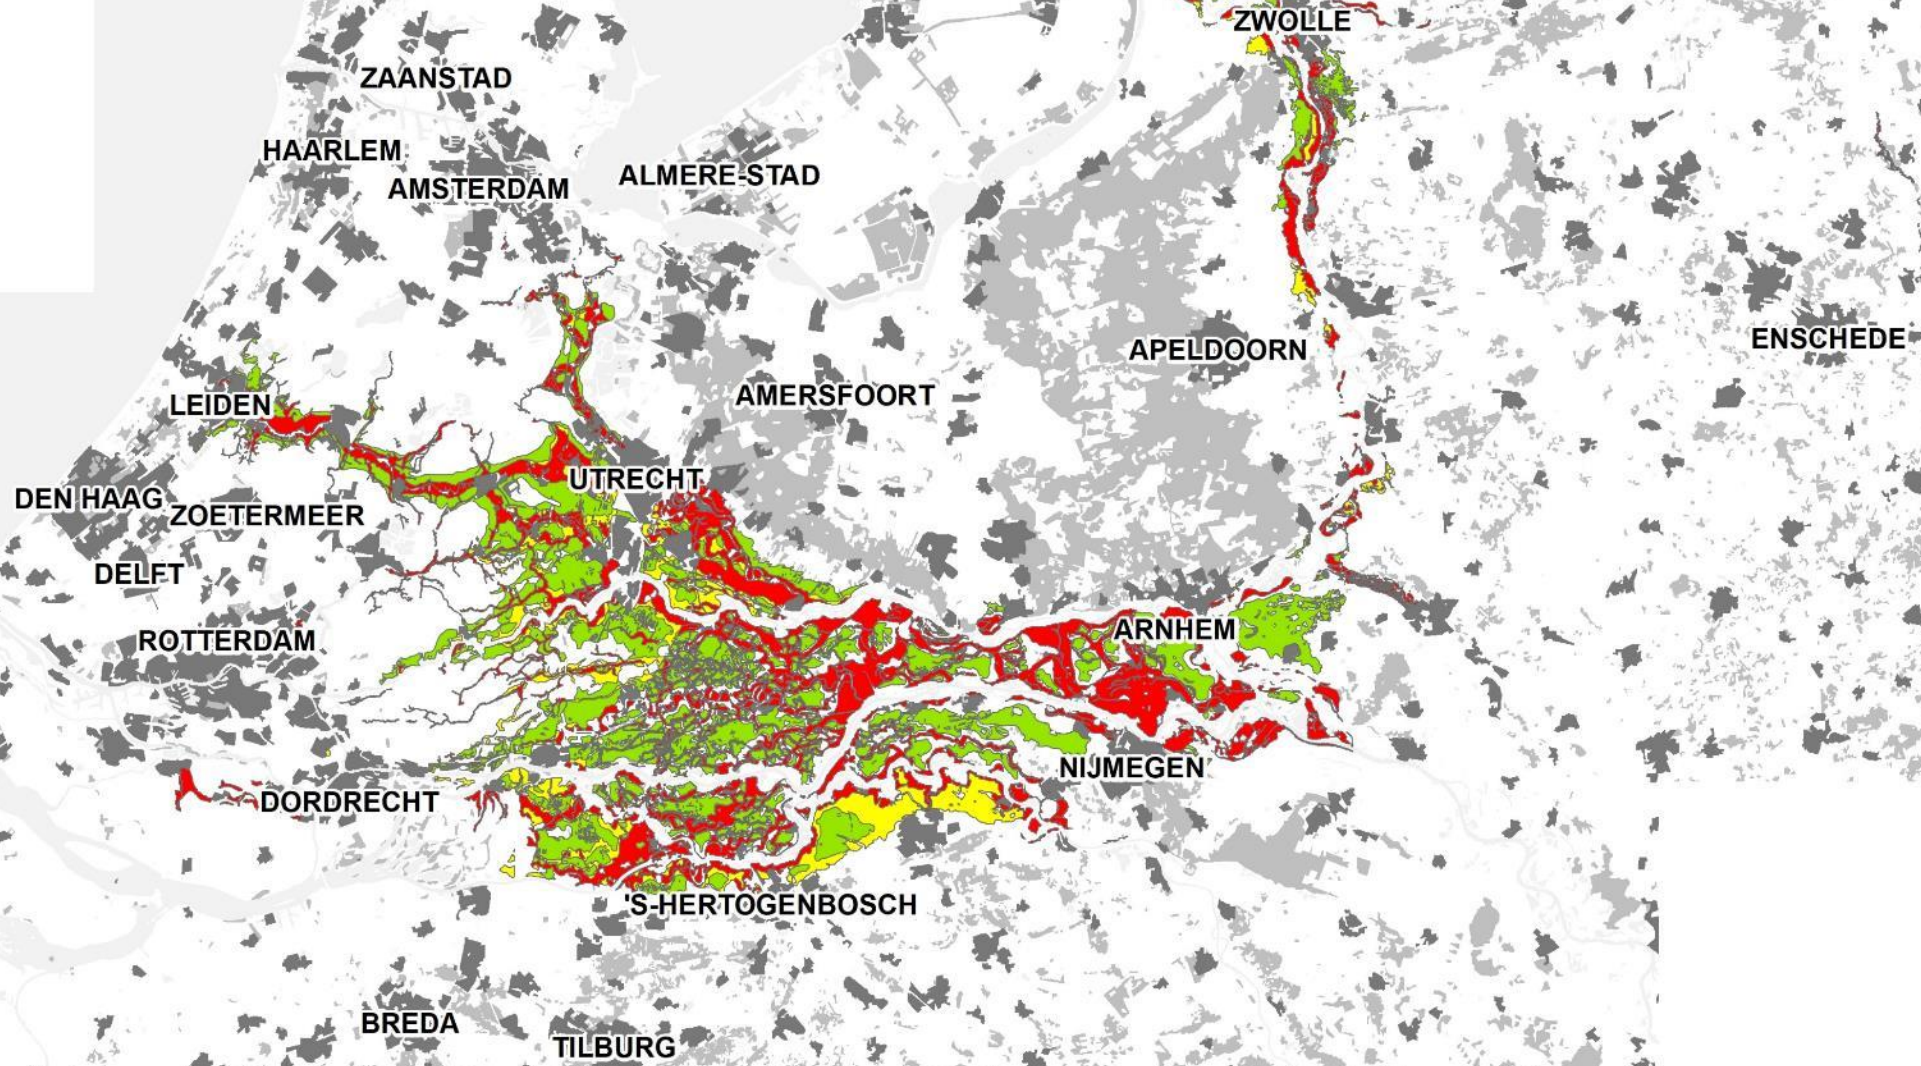 ZWOLLE
ZAANSTAD
HAARLEM
ALMERE-STAD
AMSTERDAM
ENSCHEDE
APELDOORN
AMERSFOORT
LEIDEN
UTRECHT
DEN HAAG
ZOETERMEER
DELFT
ARNHEM
ROTTERDAM
NIJMEGEN
DORDRECHT
'S-HERTOGENBOSCH
BREDA
TILBURG